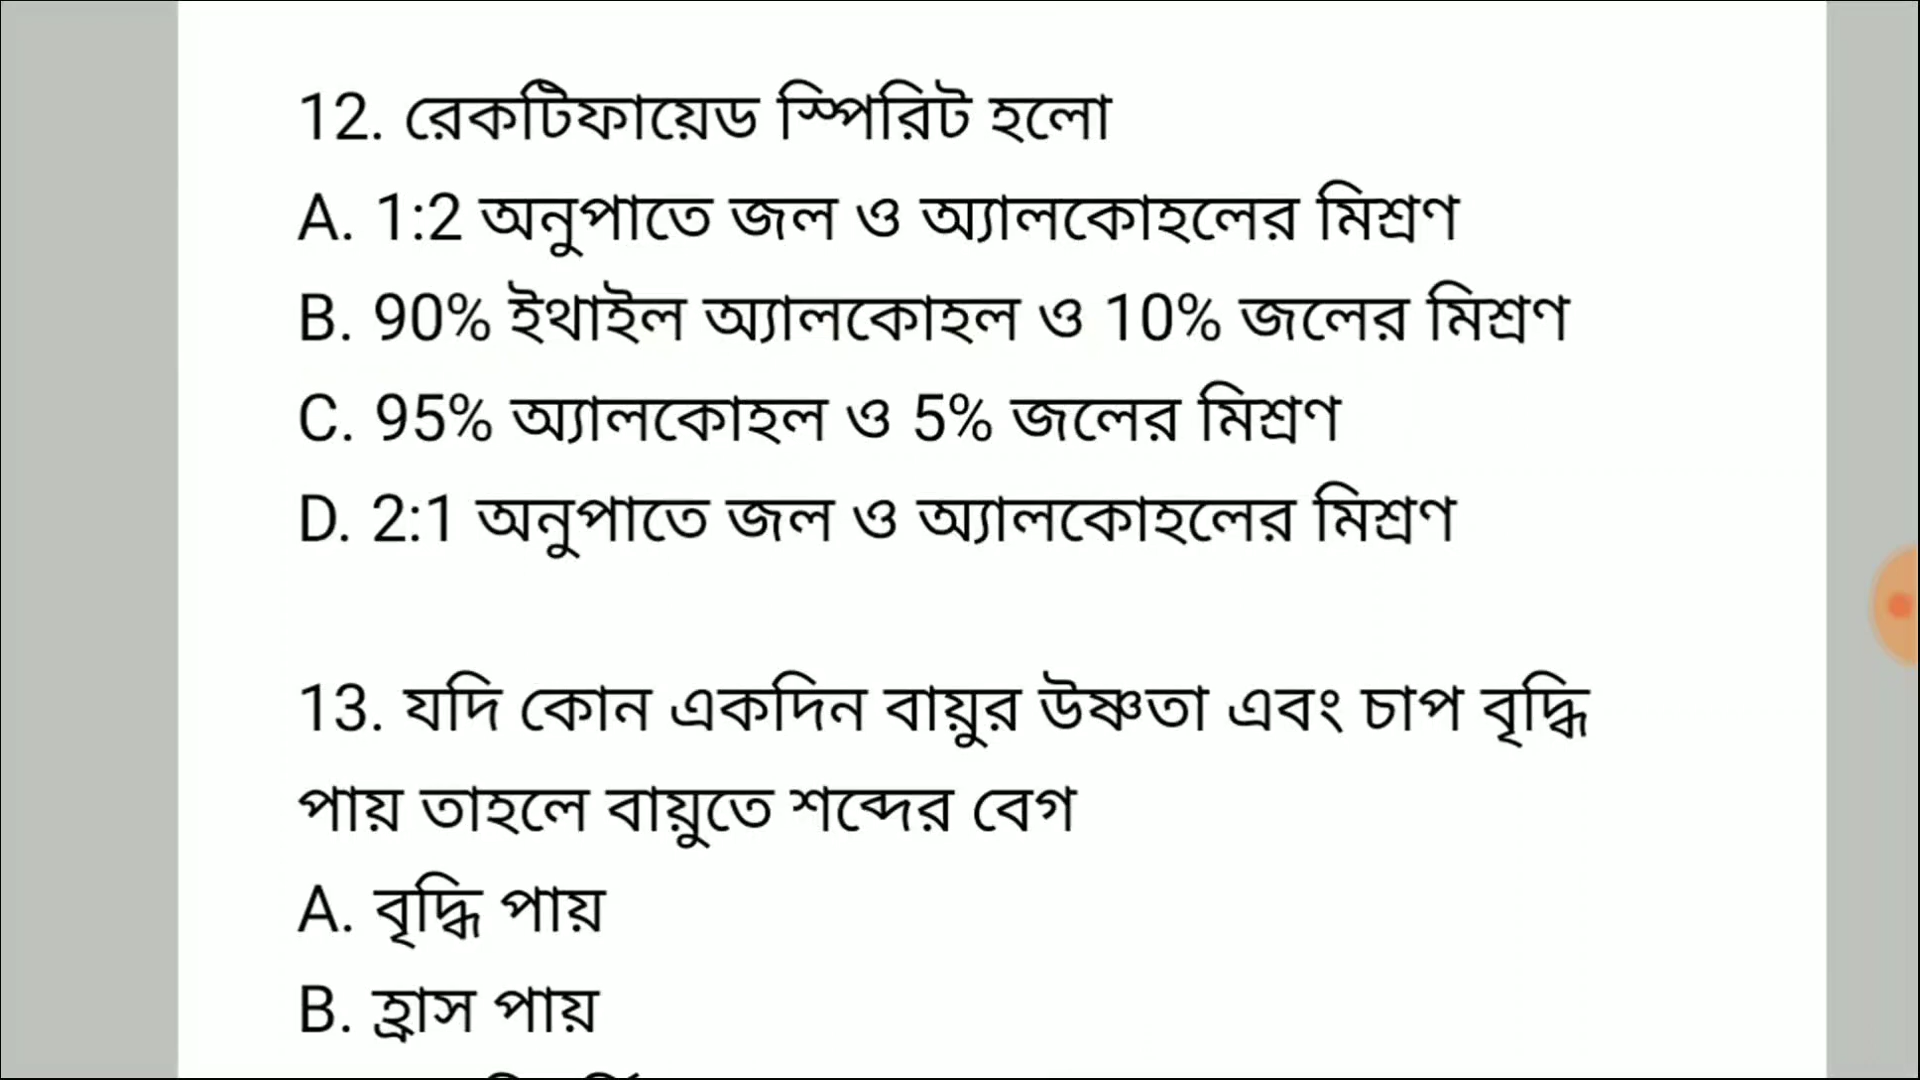 12. রেকটিফায়েড স্পিরিট হলো
A. 1:2 অনুপাতে জল ও অ্যালকোহলের মিশ্রণ
B. 90% ইথাইল অ্যালকোহল ও 10% জলের মিশ্রণ
C. 95% অ্যালকোহল ও 5% জলের মিশ্রণ
D. 2:1 অনুপাতে জল ও অ্যালকোহলের মিশ্রণ
13. যদি কোন একদিন বায়ুর উষ্ণতা এবং চাপ বৃদ্ধি
পায় তাহলে বায়ুতে শব্দের বেগ
A. বৃদ্ধি পায়
B. হ্রাস পায়